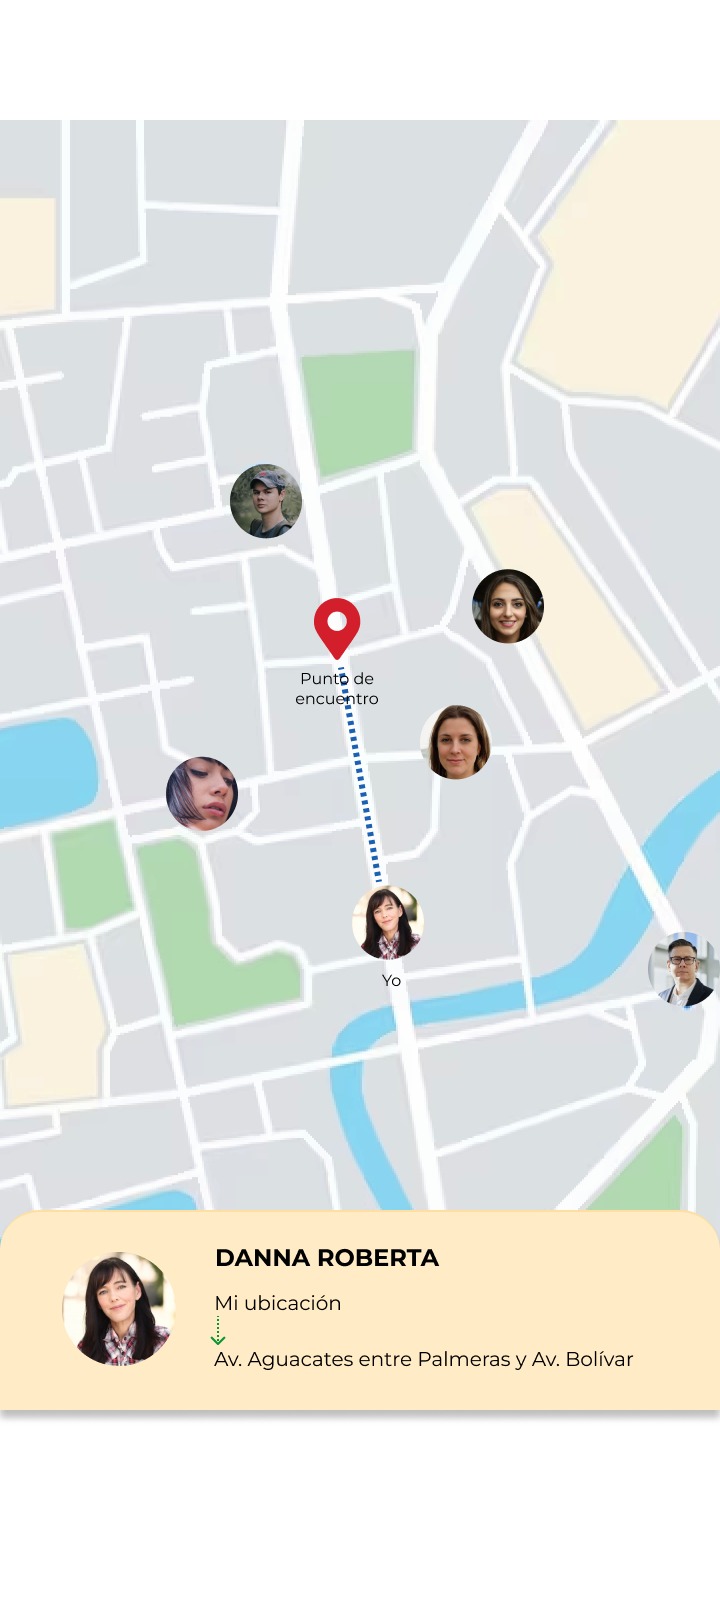 Punto de
encuentro
Yo
DANNA ROBERTA
Mi ubicación
Av. Aguacates entre Palmeras y Av. Bolívar